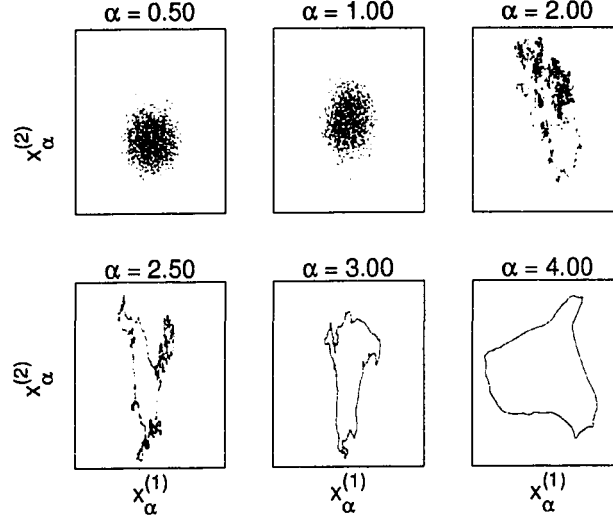 α = 0.50 α = 1.00 α = 2.00
x_α^(2)
α = 2.50 α = 3.00 α = 4.00
x_α^(2)
x_α^(1) x_α^(1) x_α^(1)